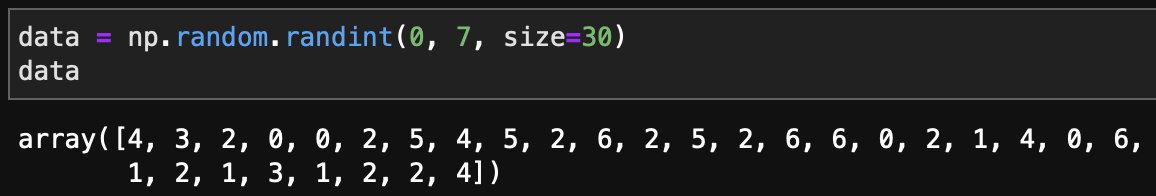 data = np.random.randint(0, 7, size=30)
data
array([4, 3, 2, 0, 0, 2, 5, 4, 5, 2, 6, 2, 5, 2, 6, 6, 0, 2, 1, 4, 0, 6,
1, 2, 1, 3, 1, 2, 2, 4])